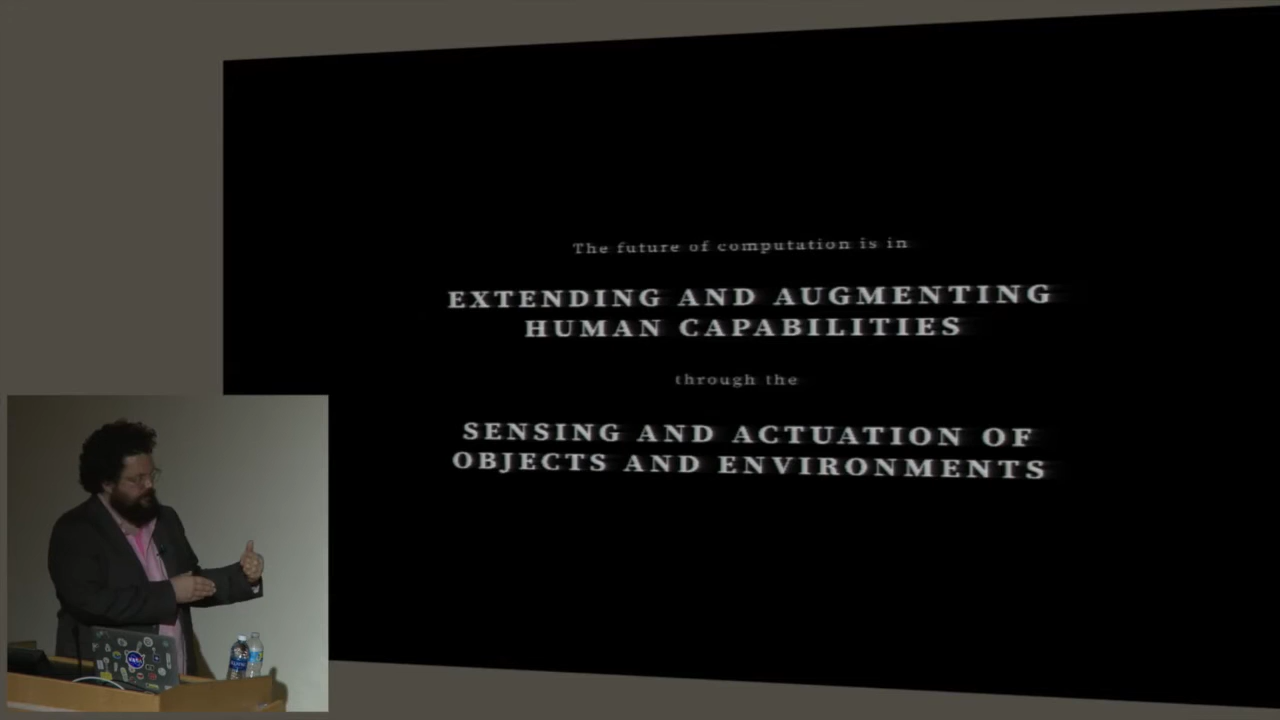 The future of computation is in
EXTENDING AND AUGMENTING
HUMAN CAPABILITIES
through the
SENSING AND ACTUATION OF
OBJECTS AND ENVIRONMENTS
NASA